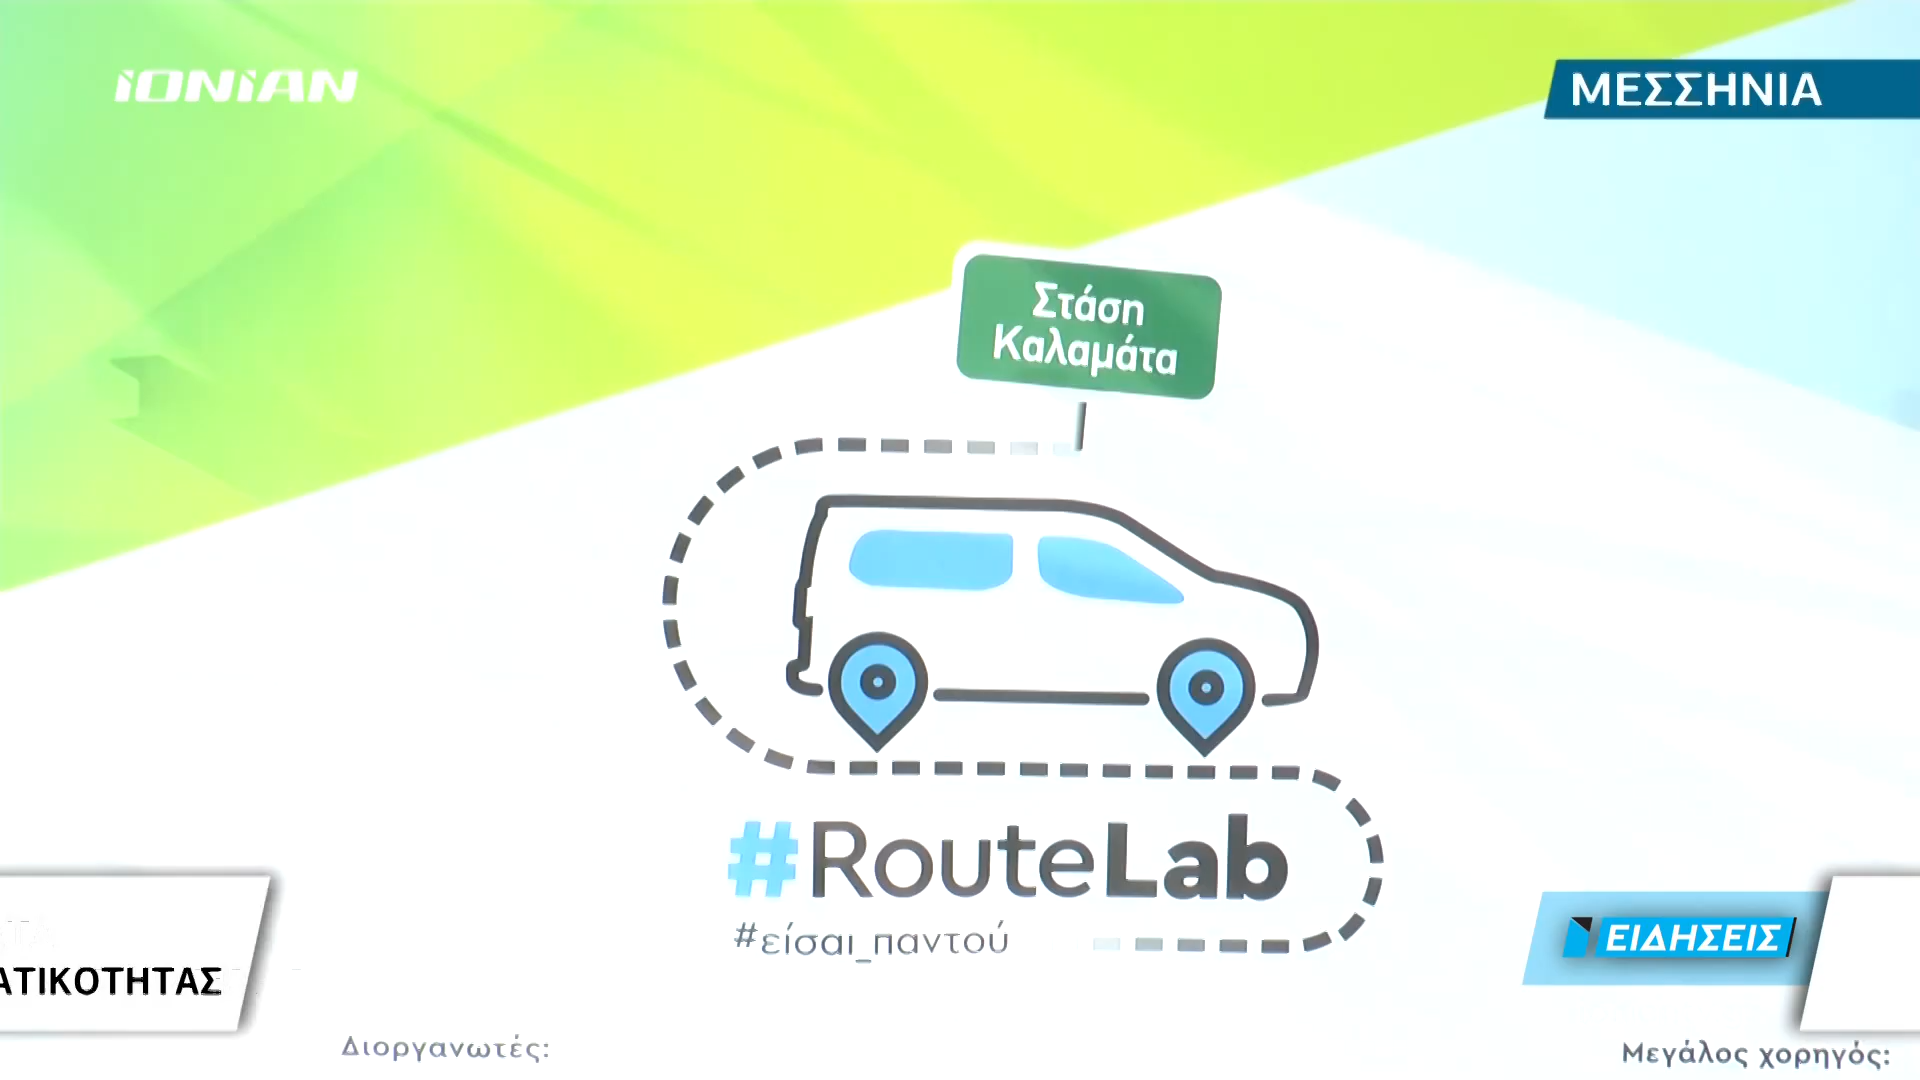 IONIAN
ΜΕΣΣΗΝΙΑ
Στάση
Καλαμάτα
#RouteLab
#είσαι_παντού
ΕΙΔΗΣΕΙΣ
ΑΤΙΚΟΤΗΤΑΣ
Διοργανωτές:
Μεγάλος χορηγός: